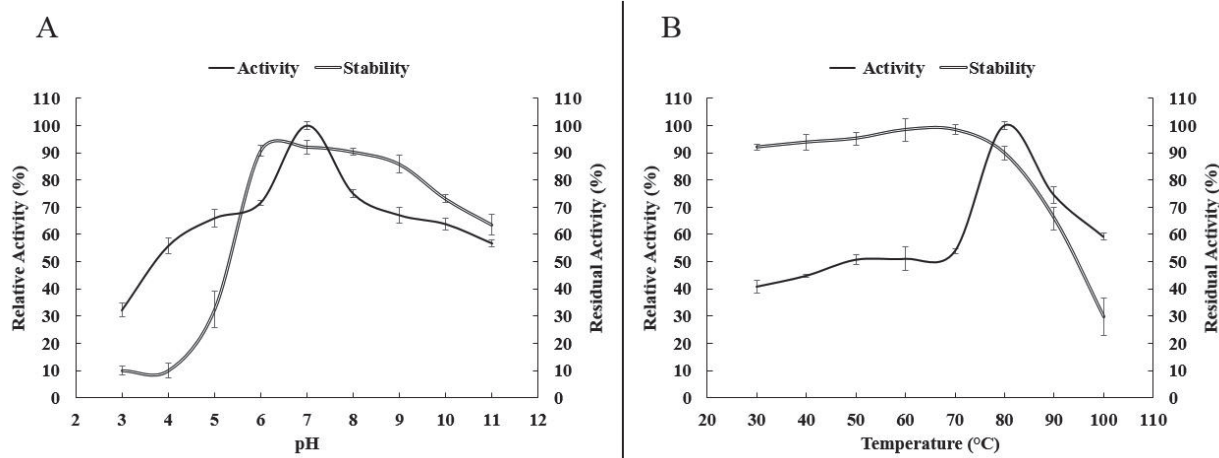 A
Activity Stability
110 110
100 100
90 90
80 80
70 70
60 60
50 50
40 40
30 30
20 20
10 10
0 0
Relative Activity (%)
Residual Activity (%)
2 3 4 5 6 7 8 9 10 11 12
pH
B
Activity Stability
110 110
100 100
90 90
80 80
70 70
60 60
50 50
40 40
30 30
20 20
10 10
0 0
Relative Activity (%)
Residual Activity (%)
20 30 40 50 60 70 80 90 100 110
Temperature (°C)